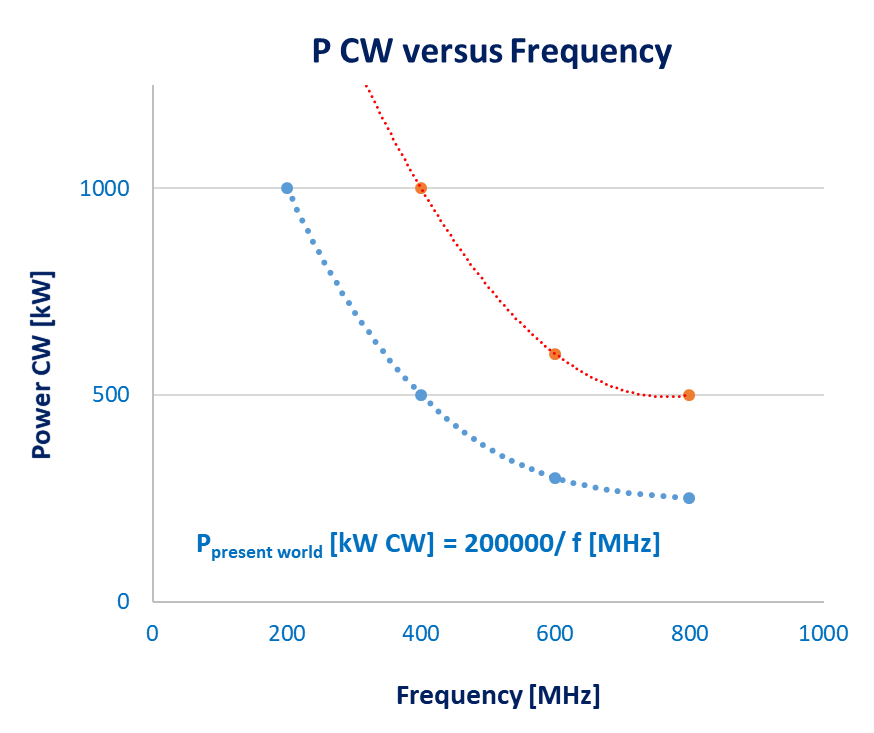 P CW versus Frequency
Power CW [kW]
1000
500
0
P present world [kW CW] = 200000/ f [MHz]
0 200 400 600 800 1000
Frequency [MHz]